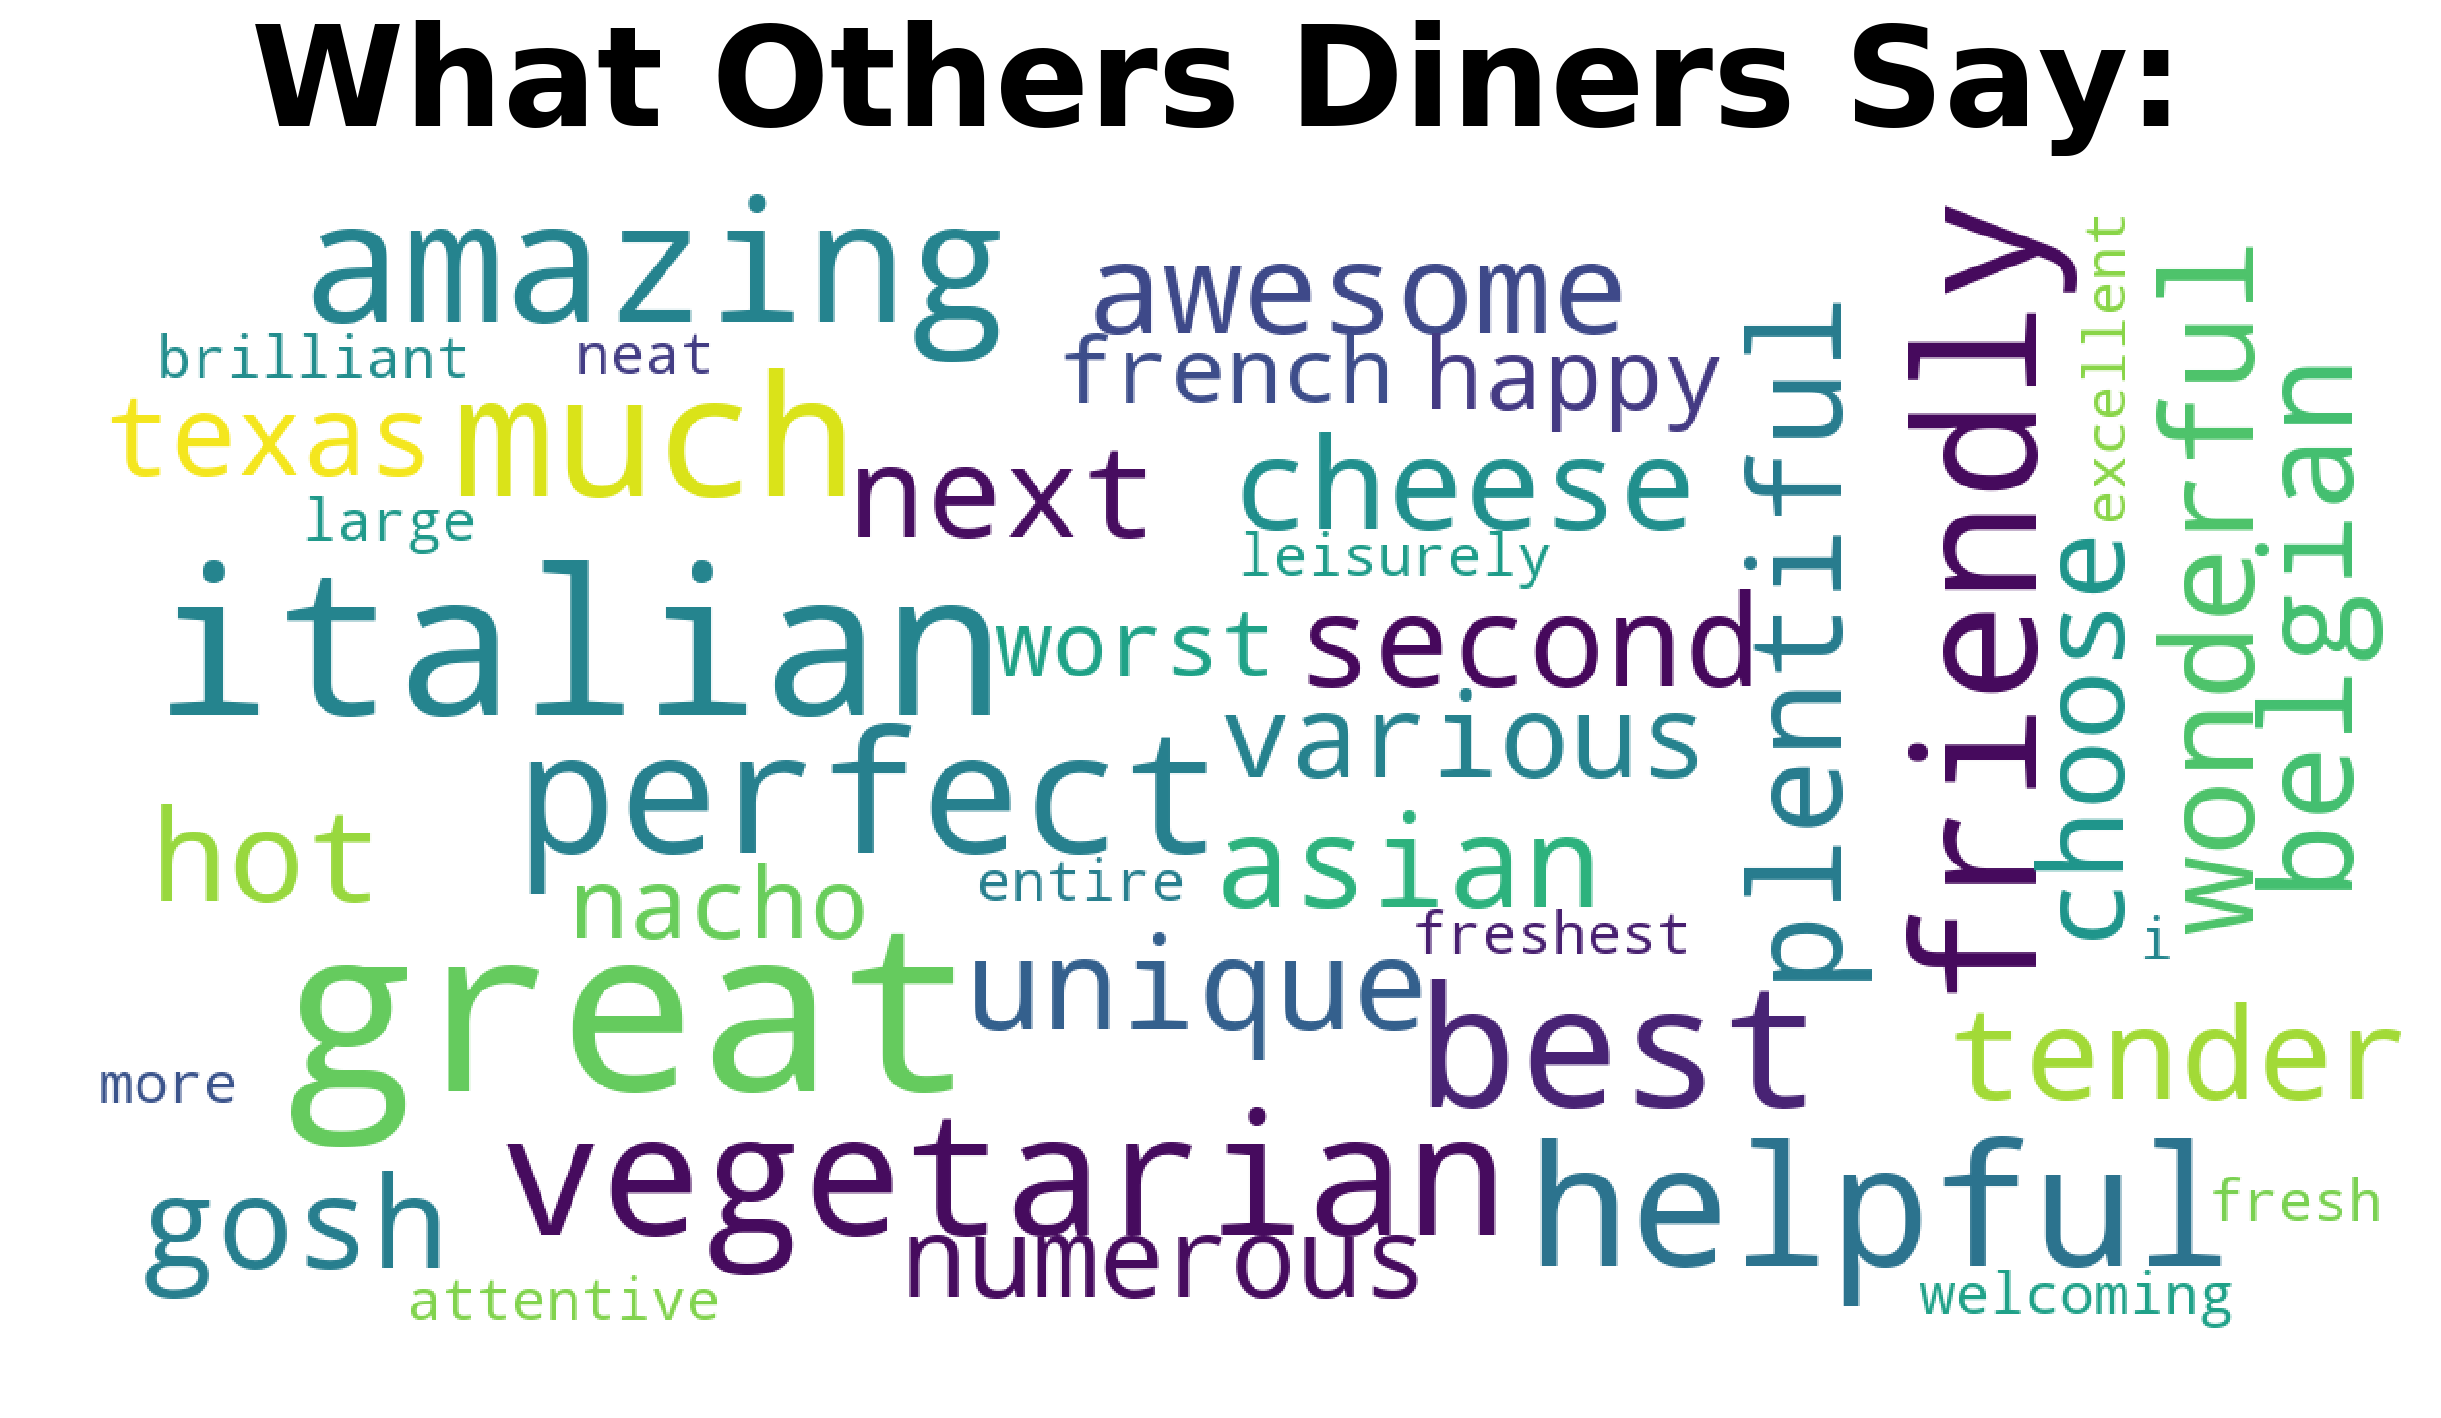 What Others Diners Say:
amazing
awesome
brilliant
neat
french
happy
texas
much
next
cheese
large
leisurely
italian
worst
second
various
perfect
hot
nacho
entire
asian
freshest
great
unique
best
more
vegetarian
helpful
tender
gosh
numerous
fresh
attentive
welcoming
plentiful
friendly
excellent
choose
i
wonderful
belgian